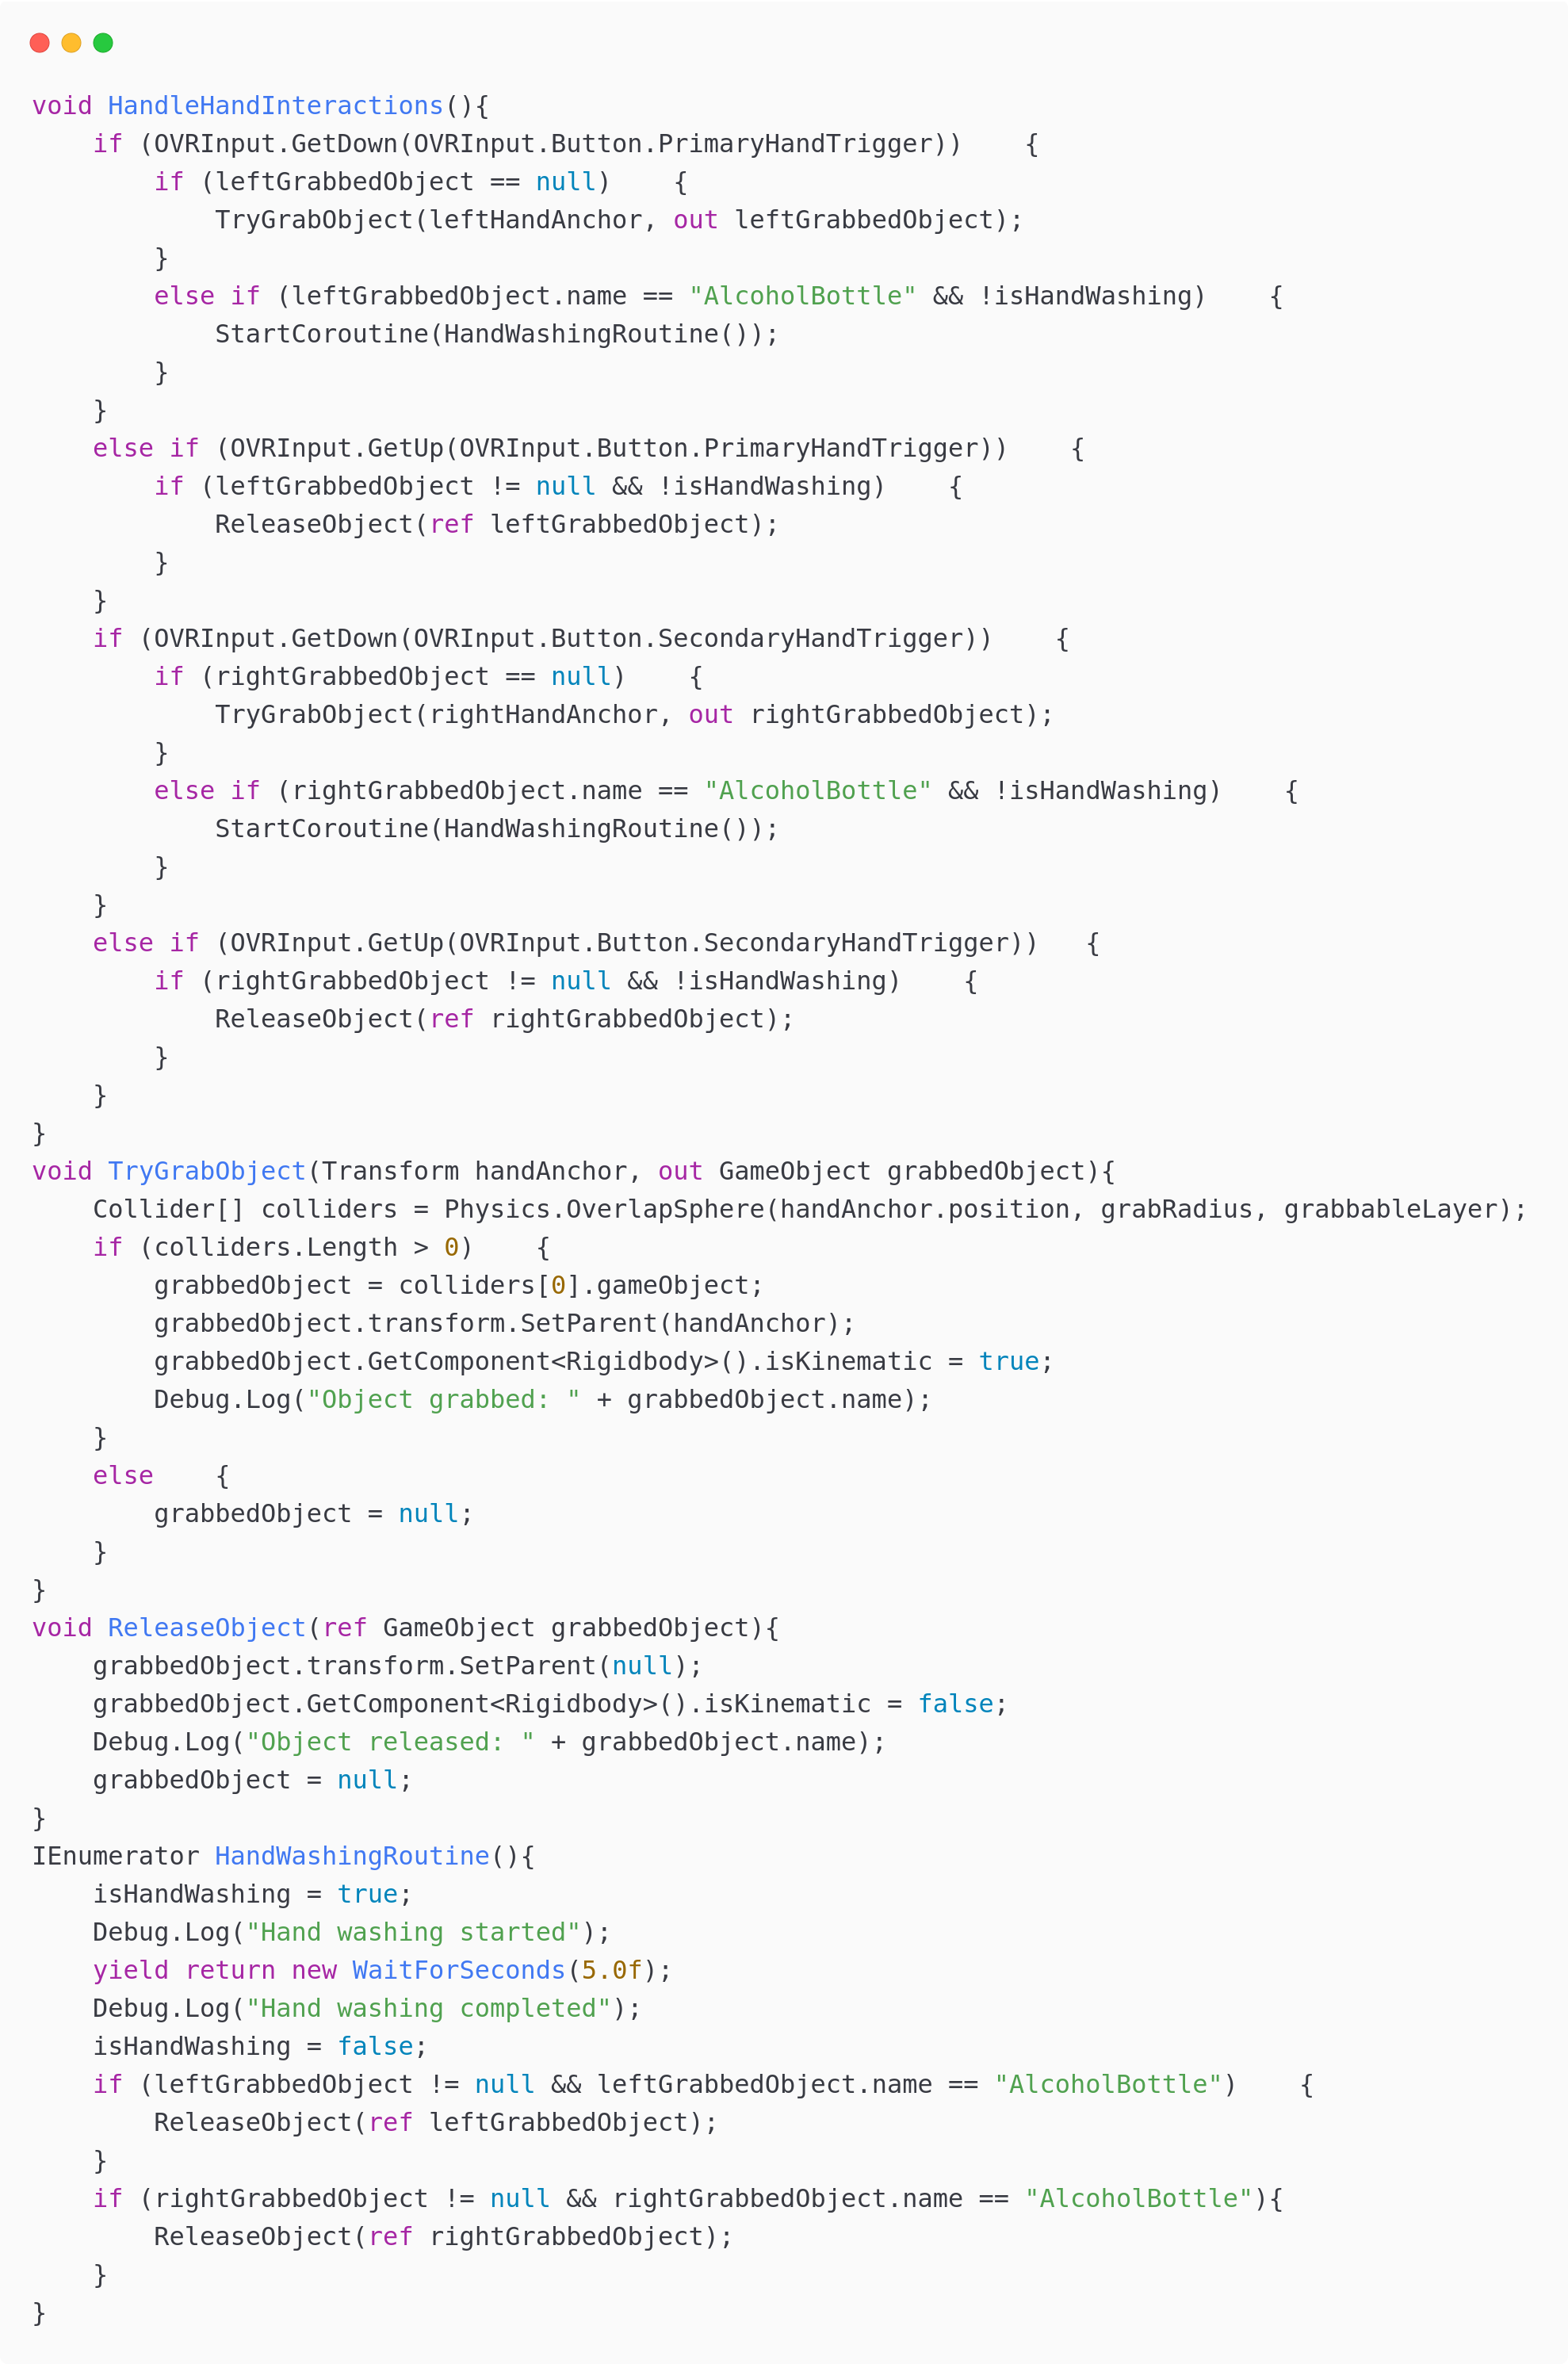 void HandleHandInteractions(){
    if (OVRInput.GetDown(OVRInput.Button.PrimaryHandTrigger))    {
        if (leftGrabbedObject == null)    {
            TryGrabObject(leftHandAnchor, out leftGrabbedObject);
        }
        else if (leftGrabbedObject.name == "AlcoholBottle" && !isHandWashing)    {
            StartCoroutine(HandWashingRoutine());
        }
    }
    else if (OVRInput.GetUp(OVRInput.Button.PrimaryHandTrigger))    {
        if (leftGrabbedObject != null && !isHandWashing)    {
            ReleaseObject(ref leftGrabbedObject);
        }
    }
    if (OVRInput.GetDown(OVRInput.Button.SecondaryHandTrigger))    {
        if (rightGrabbedObject == null)    {
            TryGrabObject(rightHandAnchor, out rightGrabbedObject);
        }
        else if (rightGrabbedObject.name == "AlcoholBottle" && !isHandWashing)    {
            StartCoroutine(HandWashingRoutine());
        }
    }
    else if (OVRInput.GetUp(OVRInput.Button.SecondaryHandTrigger))   {
        if (rightGrabbedObject != null && !isHandWashing)    {
            ReleaseObject(ref rightGrabbedObject);
        }
    }
}
void TryGrabObject(Transform handAnchor, out GameObject grabbedObject){
    Collider[] colliders = Physics.OverlapSphere(handAnchor.position, grabRadius, grabbableLayer);
    if (colliders.Length > 0)    {
        grabbedObject = colliders[0].gameObject;
        grabbedObject.transform.SetParent(handAnchor);
        grabbedObject.GetComponent<Rigidbody>().isKinematic = true;
        Debug.Log("Object grabbed: " + grabbedObject.name);
    }
    else    {
        grabbedObject = null;
    }
}
void ReleaseObject(ref GameObject grabbedObject){
    grabbedObject.transform.SetParent(null);
    grabbedObject.GetComponent<Rigidbody>().isKinematic = false;
    Debug.Log("Object released: " + grabbedObject.name);
    grabbedObject = null;
}
IEnumerator HandWashingRoutine(){
    isHandWashing = true;
    Debug.Log("Hand washing started");
    yield return new WaitForSeconds(5.0f);
    Debug.Log("Hand washing completed");
    isHandWashing = false;
    if (leftGrabbedObject != null && leftGrabbedObject.name == "AlcoholBottle")    {
        ReleaseObject(ref leftGrabbedObject);
    }
    if (rightGrabbedObject != null && rightGrabbedObject.name == "AlcoholBottle"){
        ReleaseObject(ref rightGrabbedObject);
    }
}